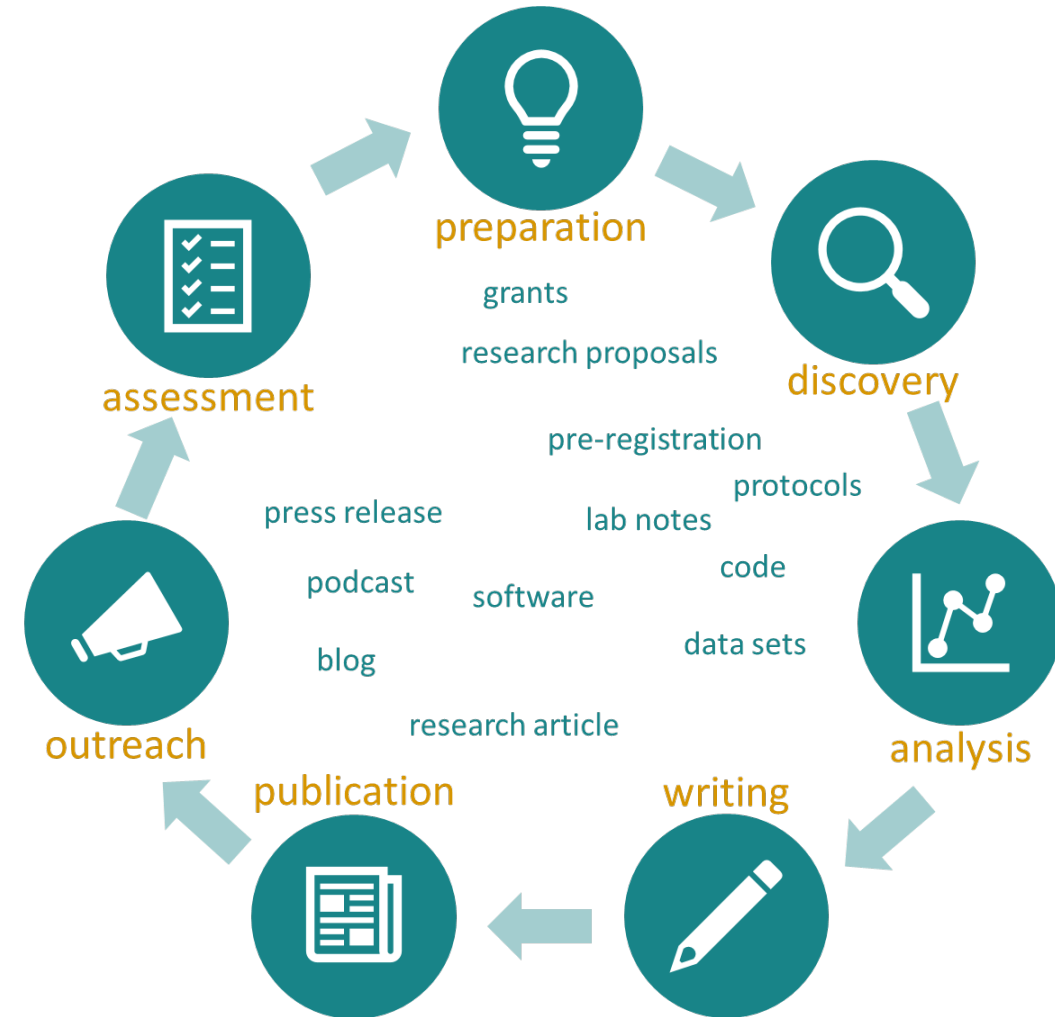 preparation
grants
research proposals
discovery
assessment
pre-registration
protocols
press release
lab notes
code
podcast
software
data sets
blog
research article
outreach
analysis
publication
writing